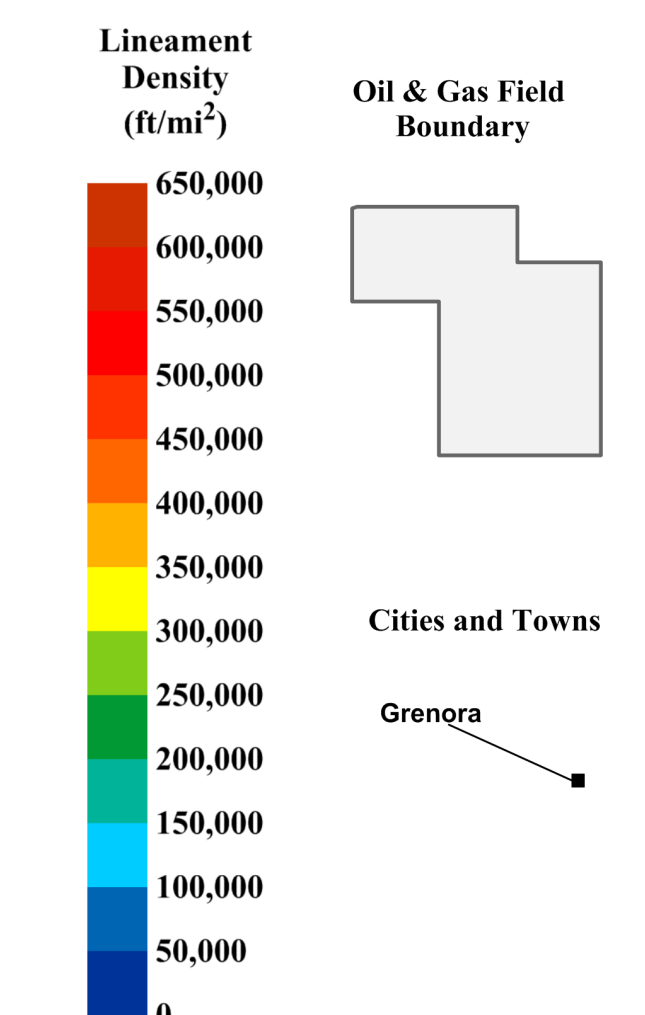 Lineament
Density
(ft/mi²)
650,000
600,000
550,000
500,000
450,000
400,000
350,000
300,000
250,000
200,000
150,000
100,000
50,000
0
Oil & Gas Field
Boundary
Cities and Towns
Grenora